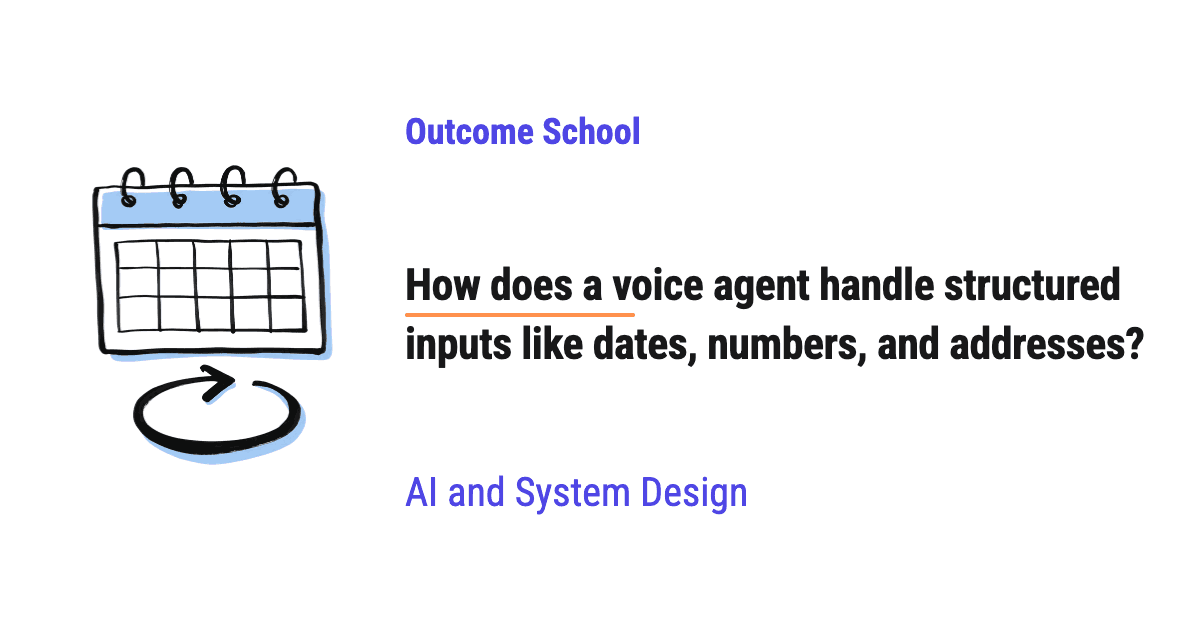 Outcome School
How does a voice agent handle structured
inputs like dates, numbers, and addresses?
AI and System Design